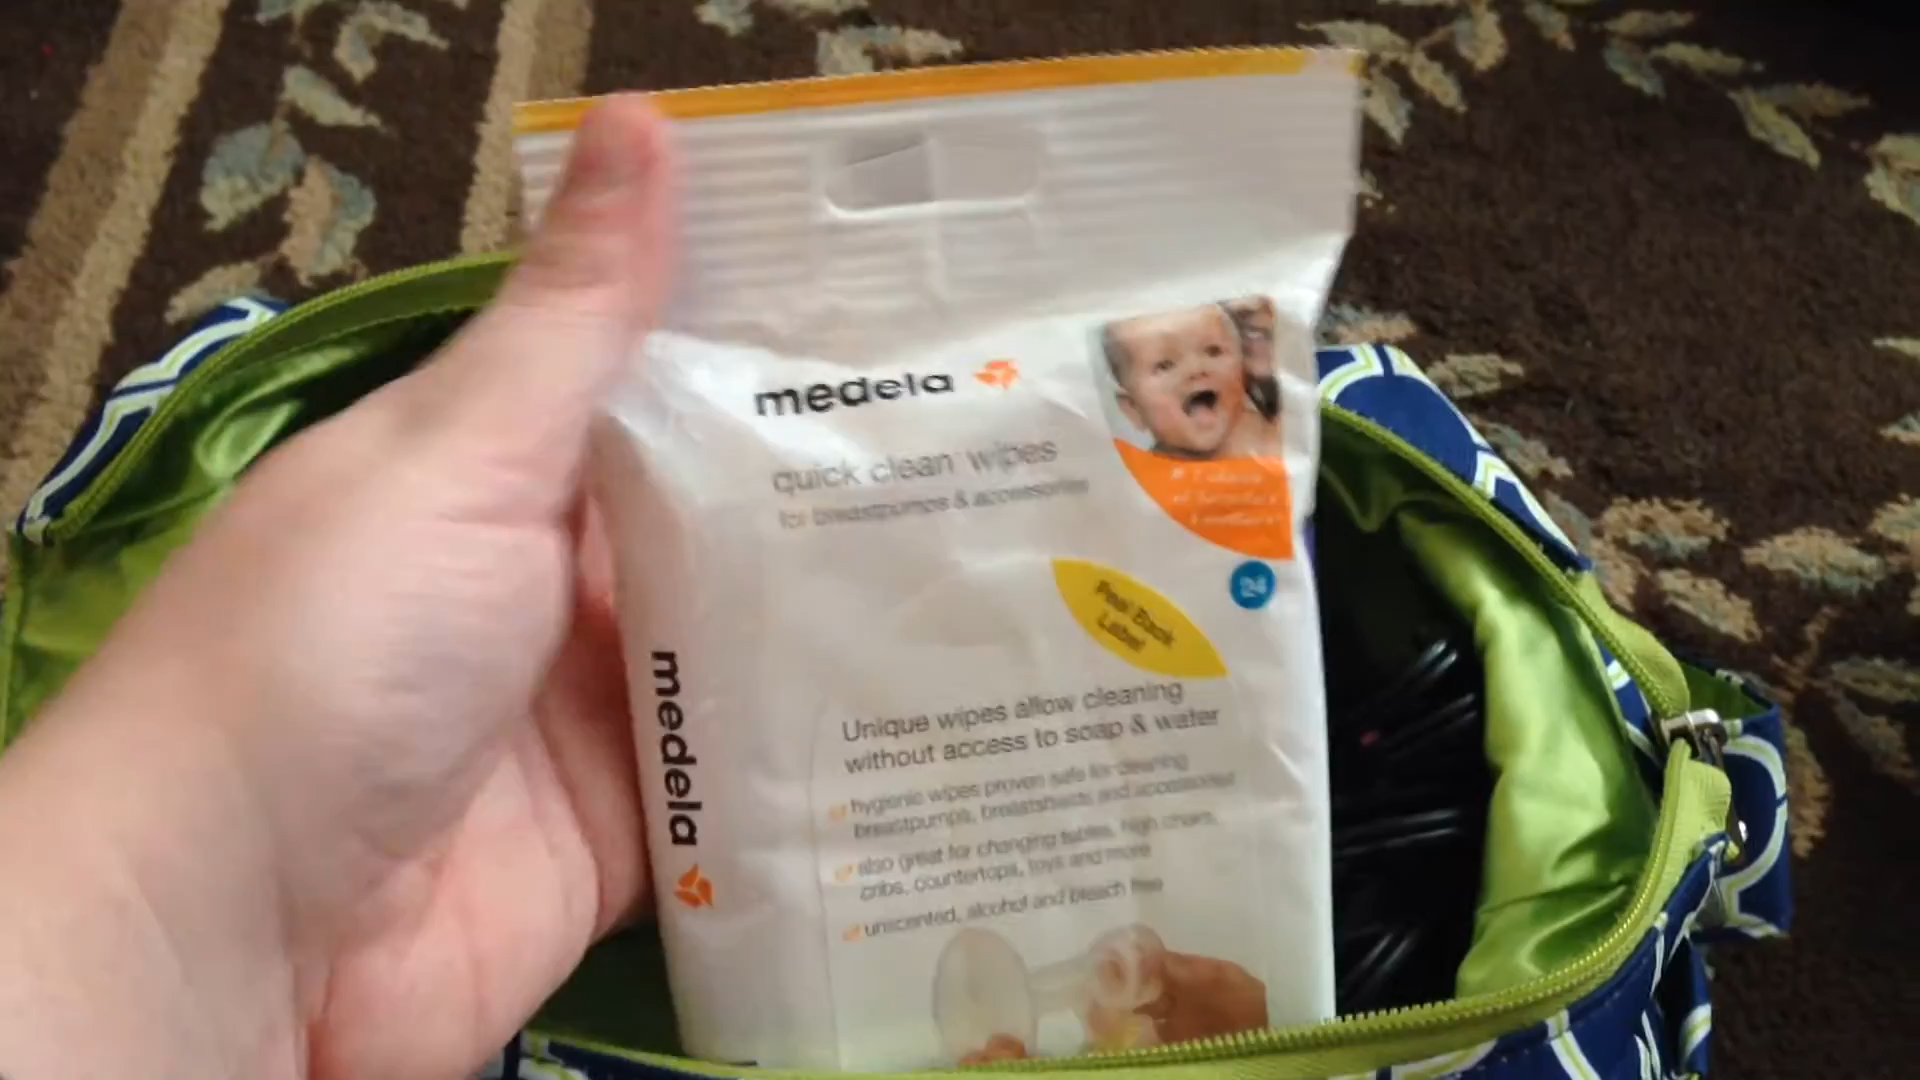 medela
quick clean wipes
for breastpumps & accessories
24
Peel Back
Label
Unique wipes allow cleaning
without access to soap & water
hygienic wipes proven safe for cleaning
breastpumps, breastshields and accessories
also great for changing tables, high chairs,
cribs, countertops, toys and more
unscented, alcohol and bleach free
medela